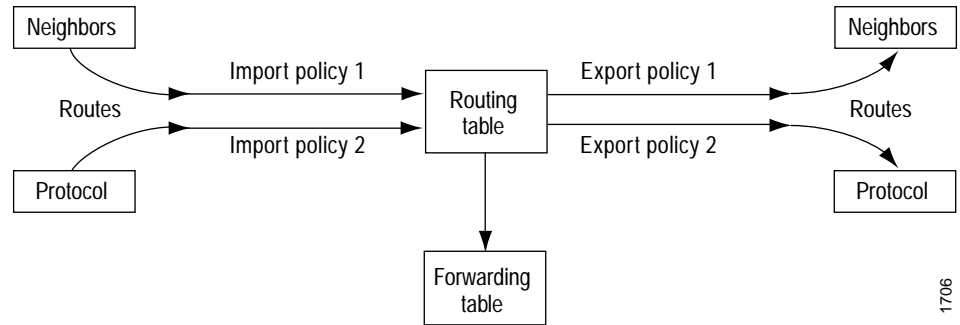 Neighbors
Neighbors
Import policy 1
Export policy 1
Routes
Routing
table
Routes
Import policy 2
Export policy 2
Protocol
Protocol
Forwarding
table
1706